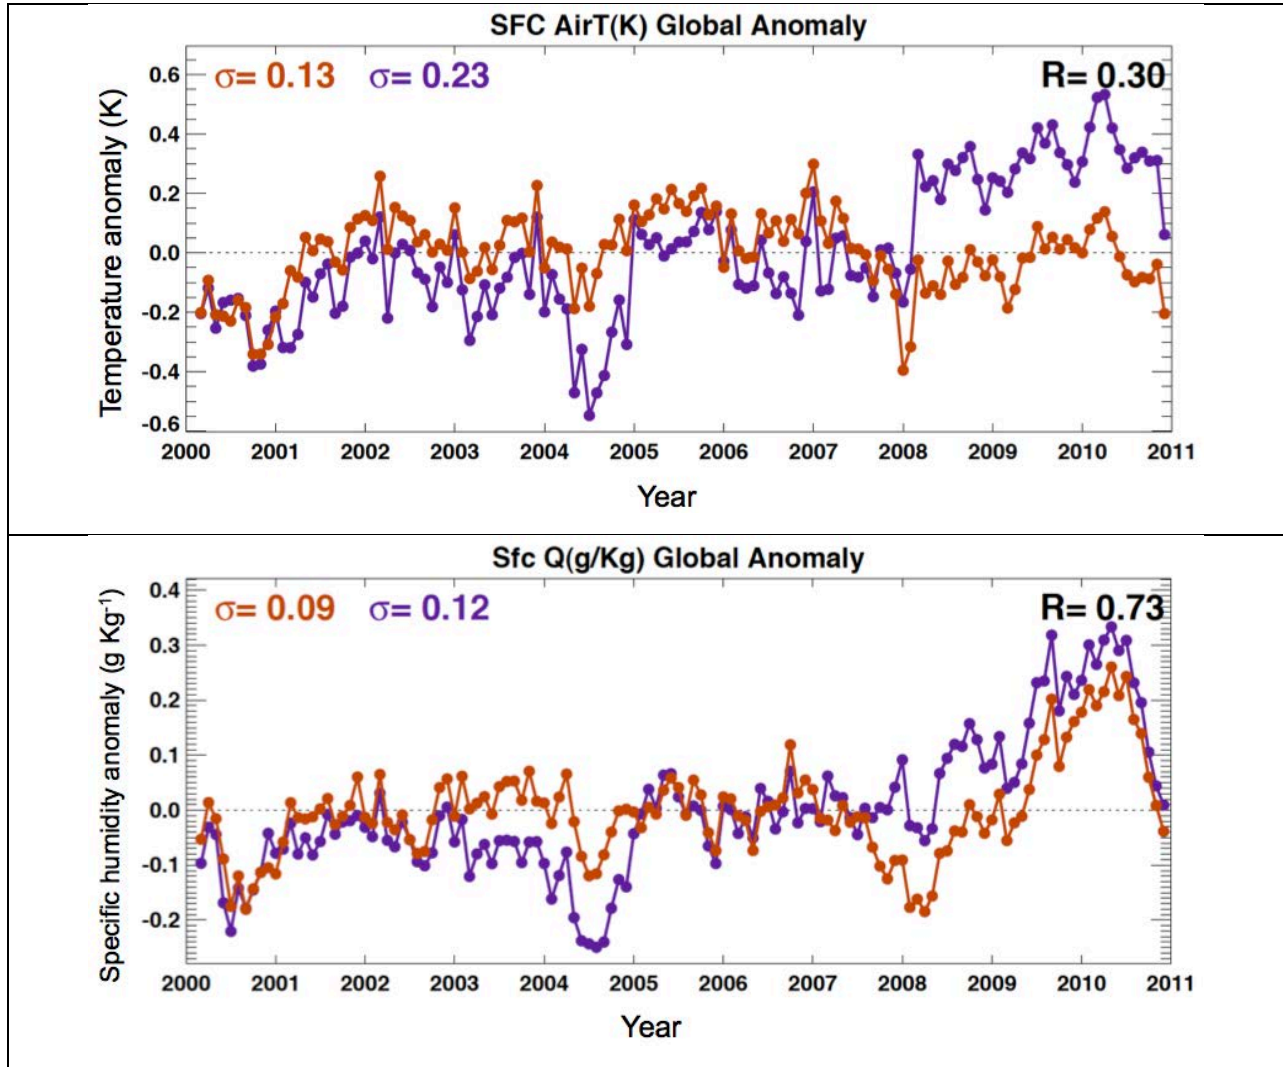 SFC AirT(K) Global Anomaly
σ= 0.13 σ= 0.23 R= 0.30
Temperature anomaly (K)
0.6
0.4
0.2
0.0
-0.2
-0.4
-0.6
2000 2001 2002 2003 2004 2005 2006 2007 2008 2009 2010 2011
Year
Sfc Q(g/Kg) Global Anomaly
σ= 0.09 σ= 0.12 R= 0.73
Specific humidity anomaly (g Kg⁻¹)
0.4
0.3
0.2
0.1
0.0
-0.1
-0.2
2000 2001 2002 2003 2004 2005 2006 2007 2008 2009 2010 2011
Year